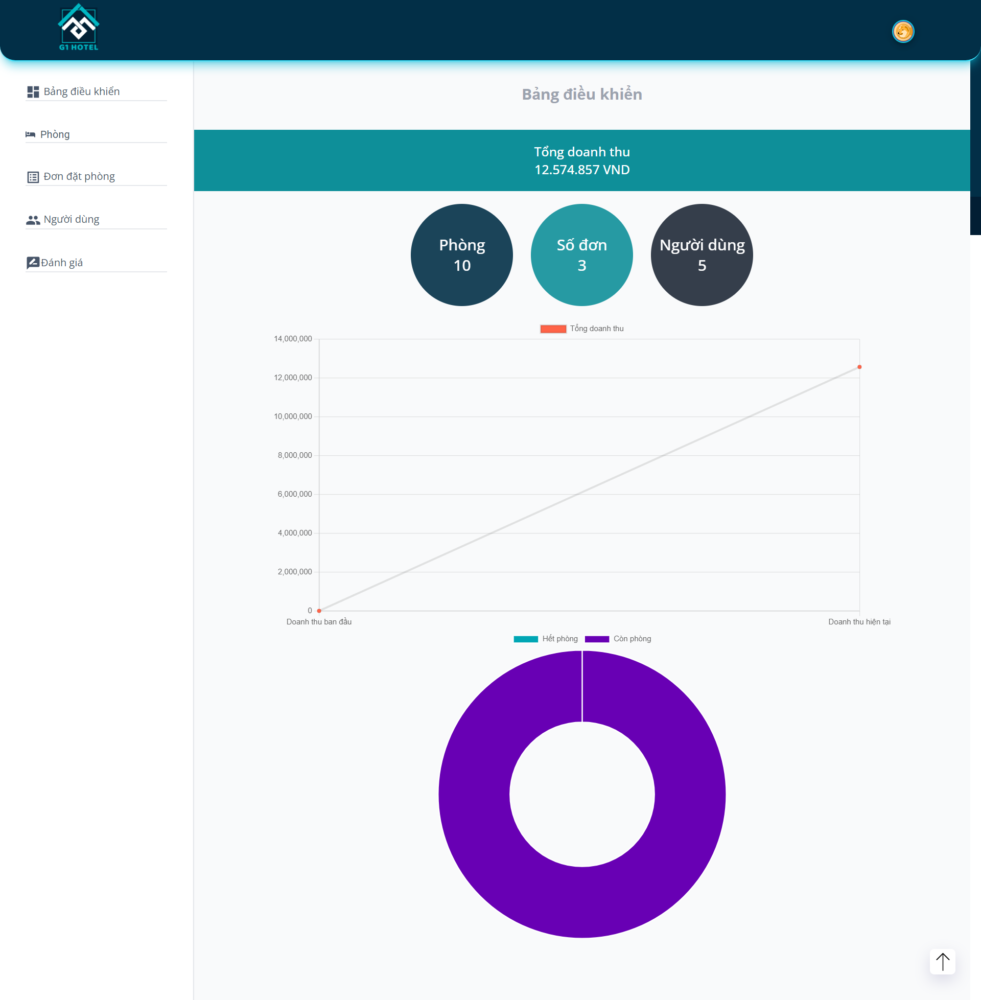 G1 HOTEL
Bảng điều khiển
Phòng
Đơn đặt phòng
Người dùng
Đánh giá
Bảng điều khiển
Tổng doanh thu
12.574.857 VND
Phòng
10
Số đơn
3
Người dùng
5
Tổng doanh thu
14,000,000
12,000,000
10,000,000
8,000,000
6,000,000
4,000,000
2,000,000
0
Doanh thu ban đầu
Doanh thu hiện tại
Hết phòng
Còn phòng